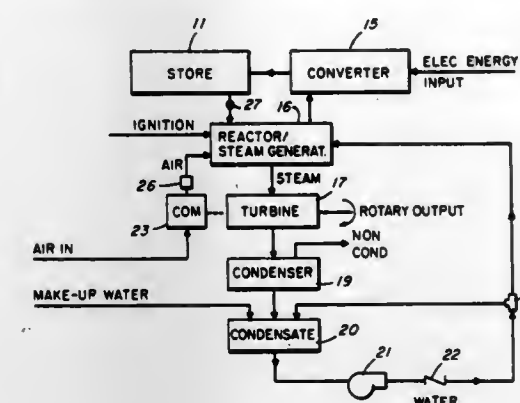 11
15
STORE
CONVERTER
ELEC ENERGY
INPUT
27
16
IGNITION
REACTOR/
STEAM GENERAT.
AIR
26
STEAM
17
COM
23
TURBINE
ROTARY OUTPUT
AIR IN
NON
COND
CONDENSER
19
MAKE-UP WATER
CONDENSATE
20
21
22
WATER